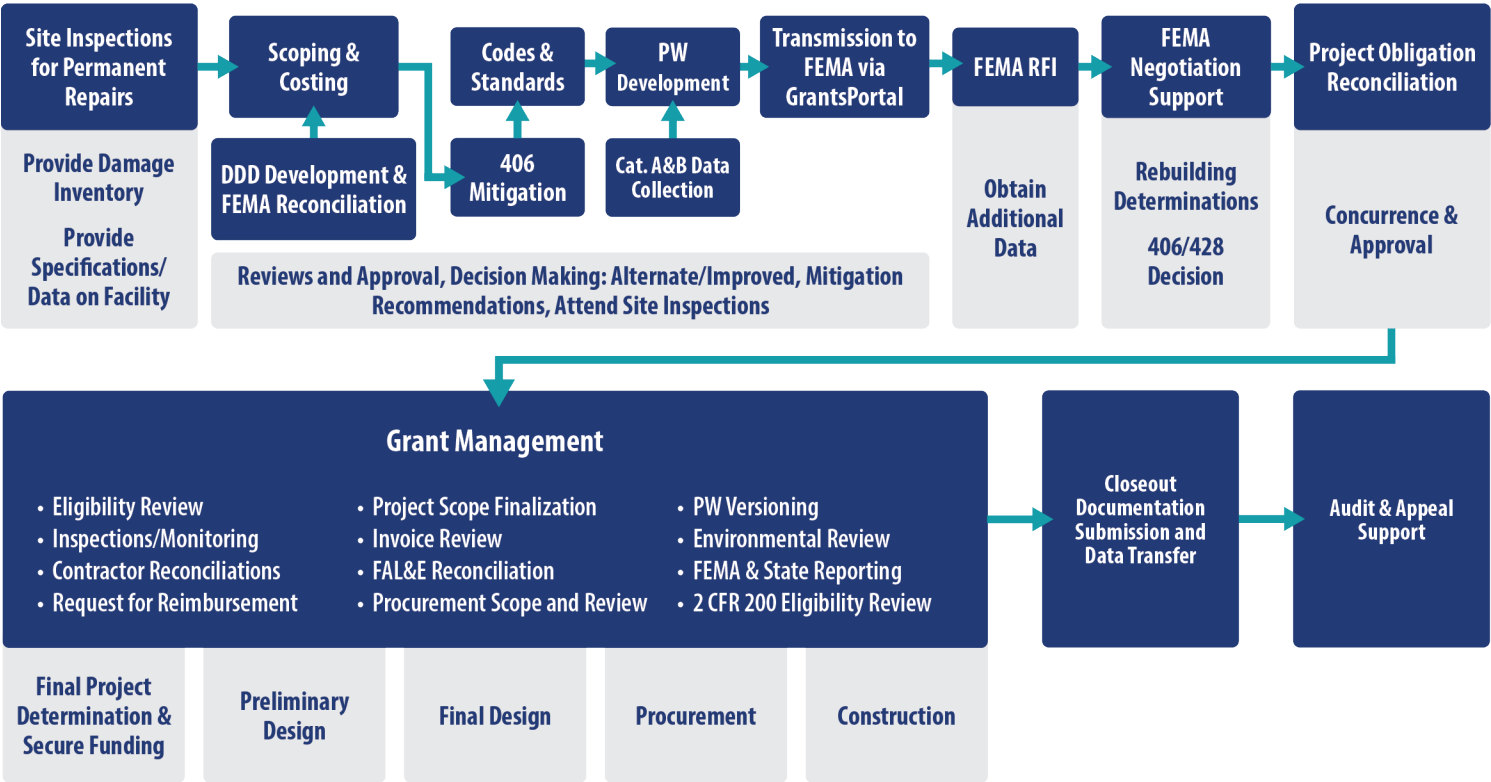 Site Inspections
for Permanent
Repairs
Provide Damage
Inventory
Provide
Specifications/
Data on Facility
Scoping &
Costing
DDD Development &
FEMA Reconciliation
Codes &
Standards
406
Mitigation
PW
Development
Cat. A&B Data
Collection
Transmission to
FEMA via
GrantsPortal
Reviews and Approval, Decision Making: Alternate/Improved, Mitigation
Recommendations, Attend Site Inspections
FEMA RFI
Obtain
Additional
Data
FEMA
Negotiation
Support
Rebuilding
Determinations
406/428
Decision
Project Obligation
Reconciliation
Concurrence &
Approval
Grant Management
• Eligibility Review
• Inspections/Monitoring
• Contractor Reconciliations
• Request for Reimbursement
• Project Scope Finalization
• Invoice Review
• FAL&E Reconciliation
• Procurement Scope and Review
• PW Versioning
• Environmental Review
• FEMA & State Reporting
• 2 CFR 200 Eligibility Review
Final Project
Determination &
Secure Funding
Preliminary
Design
Final Design
Procurement
Construction
Closeout
Documentation
Submission and
Data Transfer
Audit & Appeal
Support